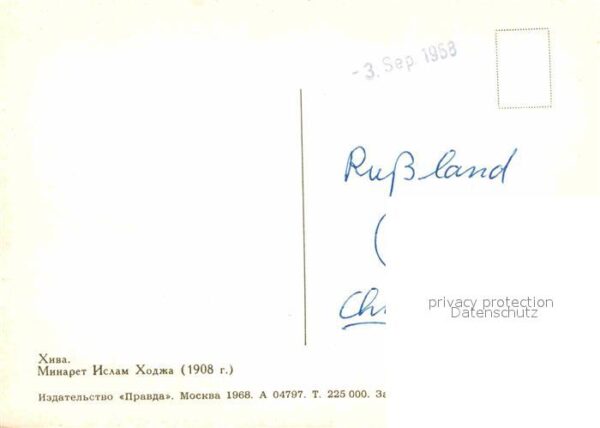 - 3. Sep. 1968
Rußland
(
privacy protection
Datenschutz
Хива.
Минарет Ислам Ходжа (1908 г.)
Издательство «Правда». Москва 1968. А 04797. Т. 225 000. За